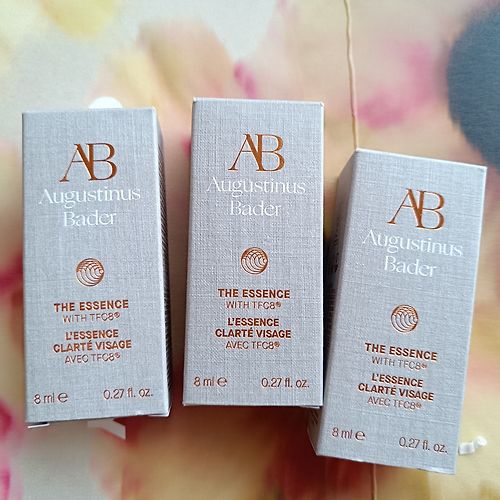 AB
Augustinus
Bader
THE ESSENCE
WITH TFC8®
L'ESSENCE
CLARTÉ VISAGE
AVEC TFC8®
8 ml ℮ 0.27 fl. oz.
AB
Augustinus
Bader
THE ESSENCE
WITH TFC8®
L'ESSENCE
CLARTÉ VISAGE
AVEC TFC8®
8 ml ℮ 0.27 fl. oz.
AB
Augustinus
Bader
THE ESSENCE
WITH TFC8®
L'ESSENCE
CLARTÉ VISAGE
AVEC TFC8®
8 ml ℮ 0.27 fl. oz.